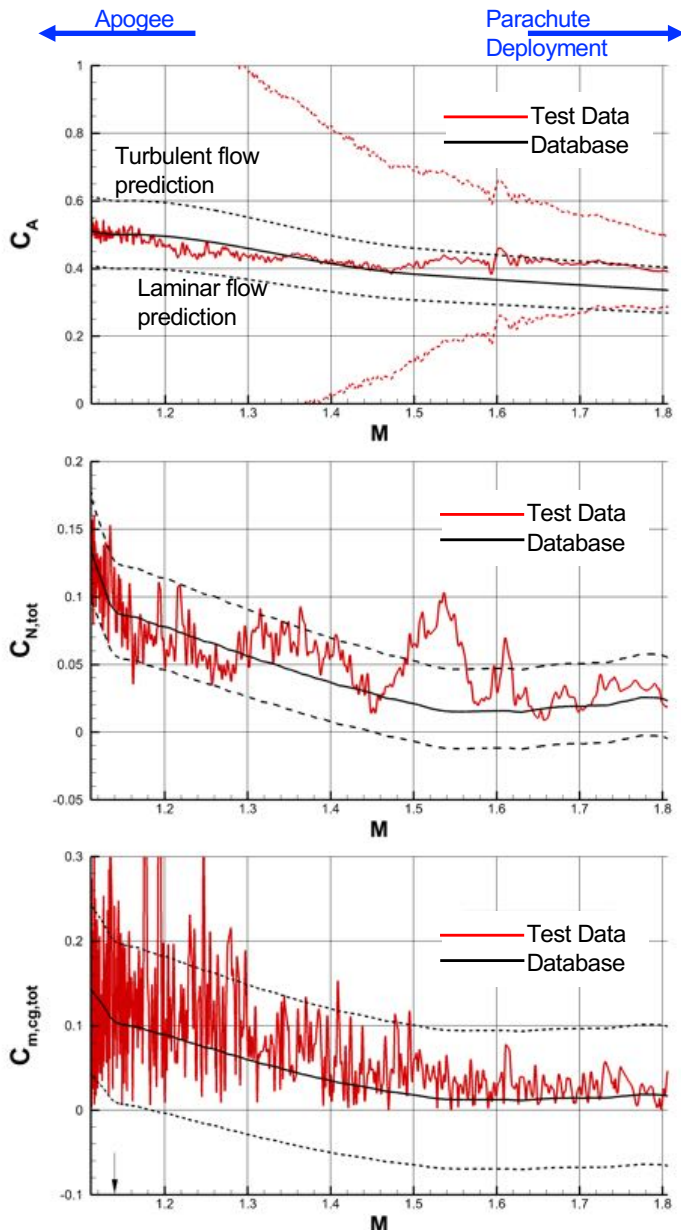 Apogee
Parachute
Deployment
1
0.8
0.6
0.4
0.2
0
C_A
Test Data
Database
Turbulent flow
prediction
Laminar flow
prediction
1.2 1.3 1.4 1.5 1.6 1.7 1.8
M
0.2
0.15
0.1
0.05
0
-0.05
C_N,tot
Test Data
Database
1.2 1.3 1.4 1.5 1.6 1.7 1.8
M
0.3
0.2
0.1
0
-0.1
C_m,cg,tot
Test Data
Database
1.2 1.3 1.4 1.5 1.6 1.7 1.8
M